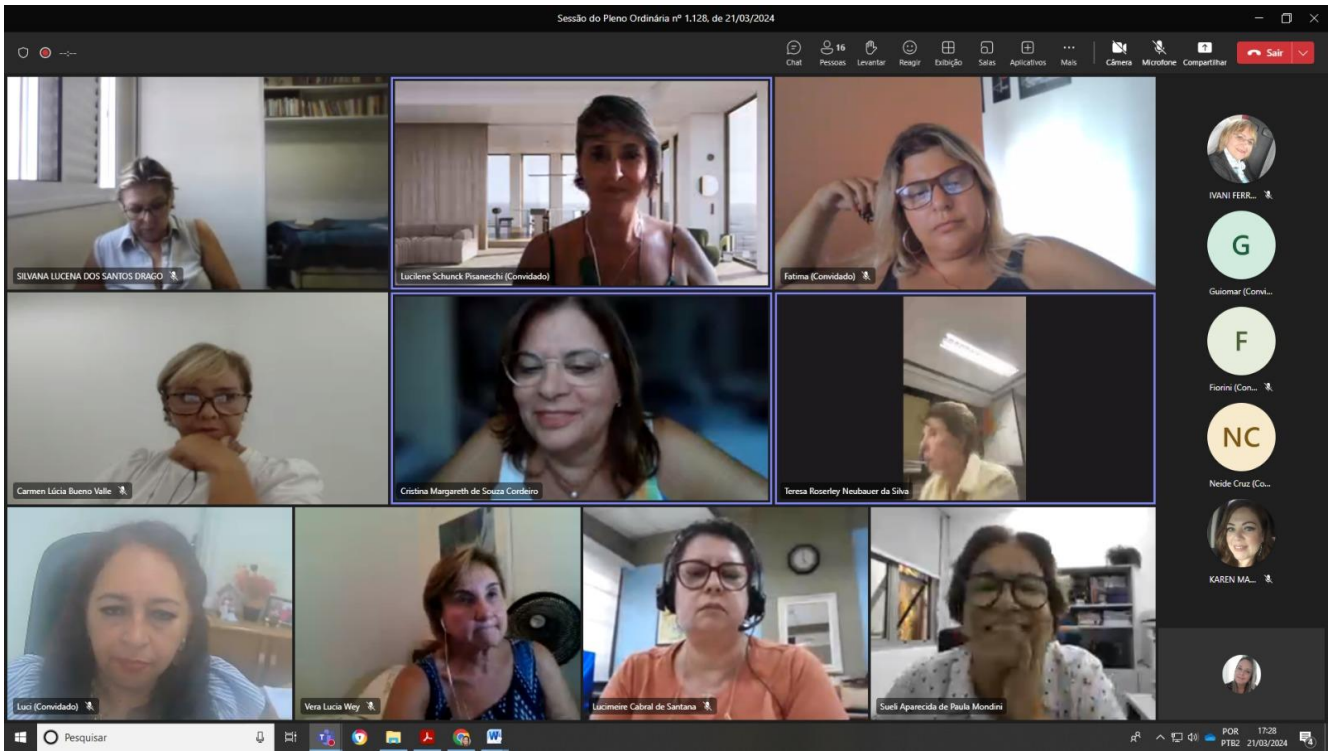 Sessão do Pleno Ordinária nº 1.128, de 21/03/2024
--:--
Chat
16
Pessoas
Levantar
Reagir
Exibição
Salas
Aplicativos
Mais
Câmera
Microfone
Compartilhar
Sair
SILVANA LUCENA DOS SANTOS DRAGO
Lucilene Schunck Pisaneschi (Convidado)
Fatima (Convidado)
IVANI FERR...
G
Guiomar (Convi...
F
Fiorini (Con...
NC
Neide Cruz (Co...
KAREN MA...
Carmen Lúcia Bueno Valle
Cristina Margareth de Souza Cordeiro
Teresa Roserley Neubauer da Silva
Luci (Convidado)
Vera Lucia Wey
Lucimeire Cabral de Santana
Sueli Aparecida de Paula Mondini
Pesquisar
POR
PTB2
17:28
21/03/2024
4